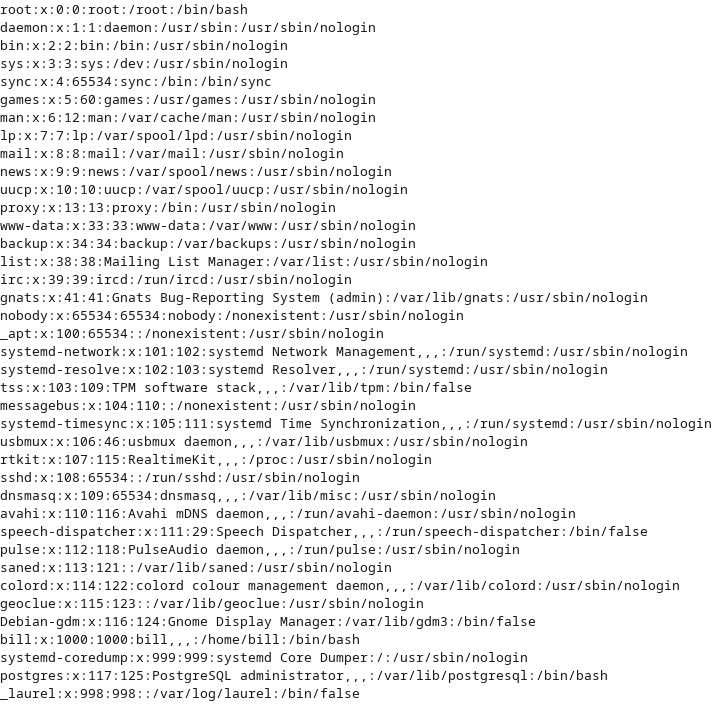 root:x:0:0:root:/root:/bin/bash
daemon:x:1:1:daemon:/usr/sbin:/usr/sbin/nologin
bin:x:2:2:bin:/bin:/usr/sbin/nologin
sys:x:3:3:sys:/dev:/usr/sbin/nologin
sync:x:4:65534:sync:/bin:/bin/sync
games:x:5:60:games:/usr/games:/usr/sbin/nologin
man:x:6:12:man:/var/cache/man:/usr/sbin/nologin
lp:x:7:7:lp:/var/spool/lpd:/usr/sbin/nologin
mail:x:8:8:mail:/var/mail:/usr/sbin/nologin
news:x:9:9:news:/var/spool/news:/usr/sbin/nologin
uucp:x:10:10:uucp:/var/spool/uucp:/usr/sbin/nologin
proxy:x:13:13:proxy:/bin:/usr/sbin/nologin
www-data:x:33:33:www-data:/var/www:/usr/sbin/nologin
backup:x:34:34:backup:/var/backups:/usr/sbin/nologin
list:x:38:38:Mailing List Manager:/var/list:/usr/sbin/nologin
irc:x:39:39:ircd:/run/ircd:/usr/sbin/nologin
gnats:x:41:41:Gnats Bug-Reporting System (admin):/var/lib/gnats:/usr/sbin/nologin
nobody:x:65534:65534:nobody:/nonexistent:/usr/sbin/nologin
_apt:x:100:65534::/nonexistent:/usr/sbin/nologin
systemd-network:x:101:102:systemd Network Management,,,:/run/systemd:/usr/sbin/nologin
systemd-resolve:x:102:103:systemd Resolver,,,:/run/systemd:/usr/sbin/nologin
tss:x:103:109:TPM software stack,,,:/var/lib/tpm:/bin/false
messagebus:x:104:110::/nonexistent:/usr/sbin/nologin
systemd-timesync:x:105:111:systemd Time Synchronization,,,:/run/systemd:/usr/sbin/nologin
usbmux:x:106:46:usbmux daemon,,,:/var/lib/usbmux:/usr/sbin/nologin
rtkit:x:107:115:RealtimeKit,,,:/proc:/usr/sbin/nologin
sshd:x:108:65534::/run/sshd:/usr/sbin/nologin
dnsmasq:x:109:65534:dnsmasq,,,:/var/lib/misc:/usr/sbin/nologin
avahi:x:110:116:Avahi mDNS daemon,,,:/run/avahi-daemon:/usr/sbin/nologin
speech-dispatcher:x:111:29:Speech Dispatcher,,,:/run/speech-dispatcher:/bin/false
pulse:x:112:118:PulseAudio daemon,,,:/run/pulse:/usr/sbin/nologin
saned:x:113:121::/var/lib/saned:/usr/sbin/nologin
colord:x:114:122:colord colour management daemon,,,:/var/lib/colord:/usr/sbin/nologin
geoclue:x:115:123::/var/lib/geoclue:/usr/sbin/nologin
Debian-gdm:x:116:124:Gnome Display Manager:/var/lib/gdm3:/bin/false
bill:x:1000:1000:bill,,,:/home/bill:/bin/bash
systemd-coredump:x:999:999:systemd Core Dumper:/:/usr/sbin/nologin
postgres:x:117:125:PostgreSQL administrator,,,:/var/lib/postgresql:/bin/bash
_laurel:x:998:998::/var/log/laurel:/bin/false